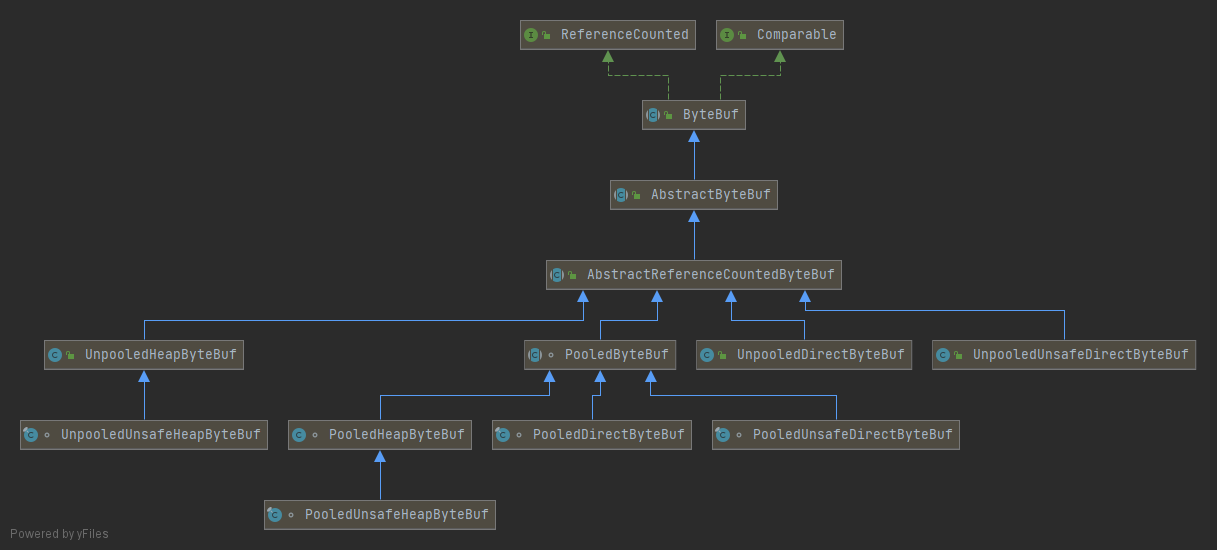 ReferenceCounted
Comparable
ByteBuf
AbstractByteBuf
AbstractReferenceCountedByteBuf
UnpooledHeapByteBuf
PooledByteBuf
UnpooledDirectByteBuf
UnpooledUnsafeDirectByteBuf
UnpooledUnsafeHeapByteBuf
PooledHeapByteBuf
PooledDirectByteBuf
PooledUnsafeDirectByteBuf
PooledUnsafeHeapByteBuf
Powered by yFiles